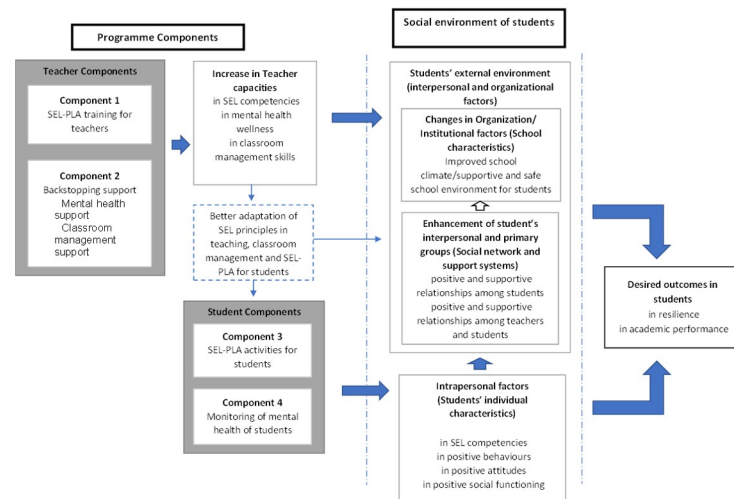 Programme Components
Social environment of students
Teacher Components
Component 1
SEL-PLA training for
teachers
Component 2
Backstopping support
Mental health
support
Classroom
management
support
Increase in Teacher
capacities
in SEL competencies
in mental health
wellness
in classroom
management skills
Better adaptation of
SEL principles in
teaching, classroom
management and SEL-
PLA for students
Student Components
Component 3
SEL-PLA activities for
students
Component 4
Monitoring of mental
health of students
Students' external environment
(interpersonal and organizational
factors)
Changes in Organization/
Institutional factors (School
characteristics)
Improved school
climate/supportive and safe
school environment for students
Enhancement of student's
interpersonal and primary
groups (Social network and
support systems)
positive and supportive
relationships among students
positive and supportive
relationships among teachers
and students
Intrapersonal factors
(Students' individual
characteristics)
in SEL competencies
in positive behaviours
in positive attitudes
in positive social functioning
Desired outcomes in
students
in resilience
in academic performance